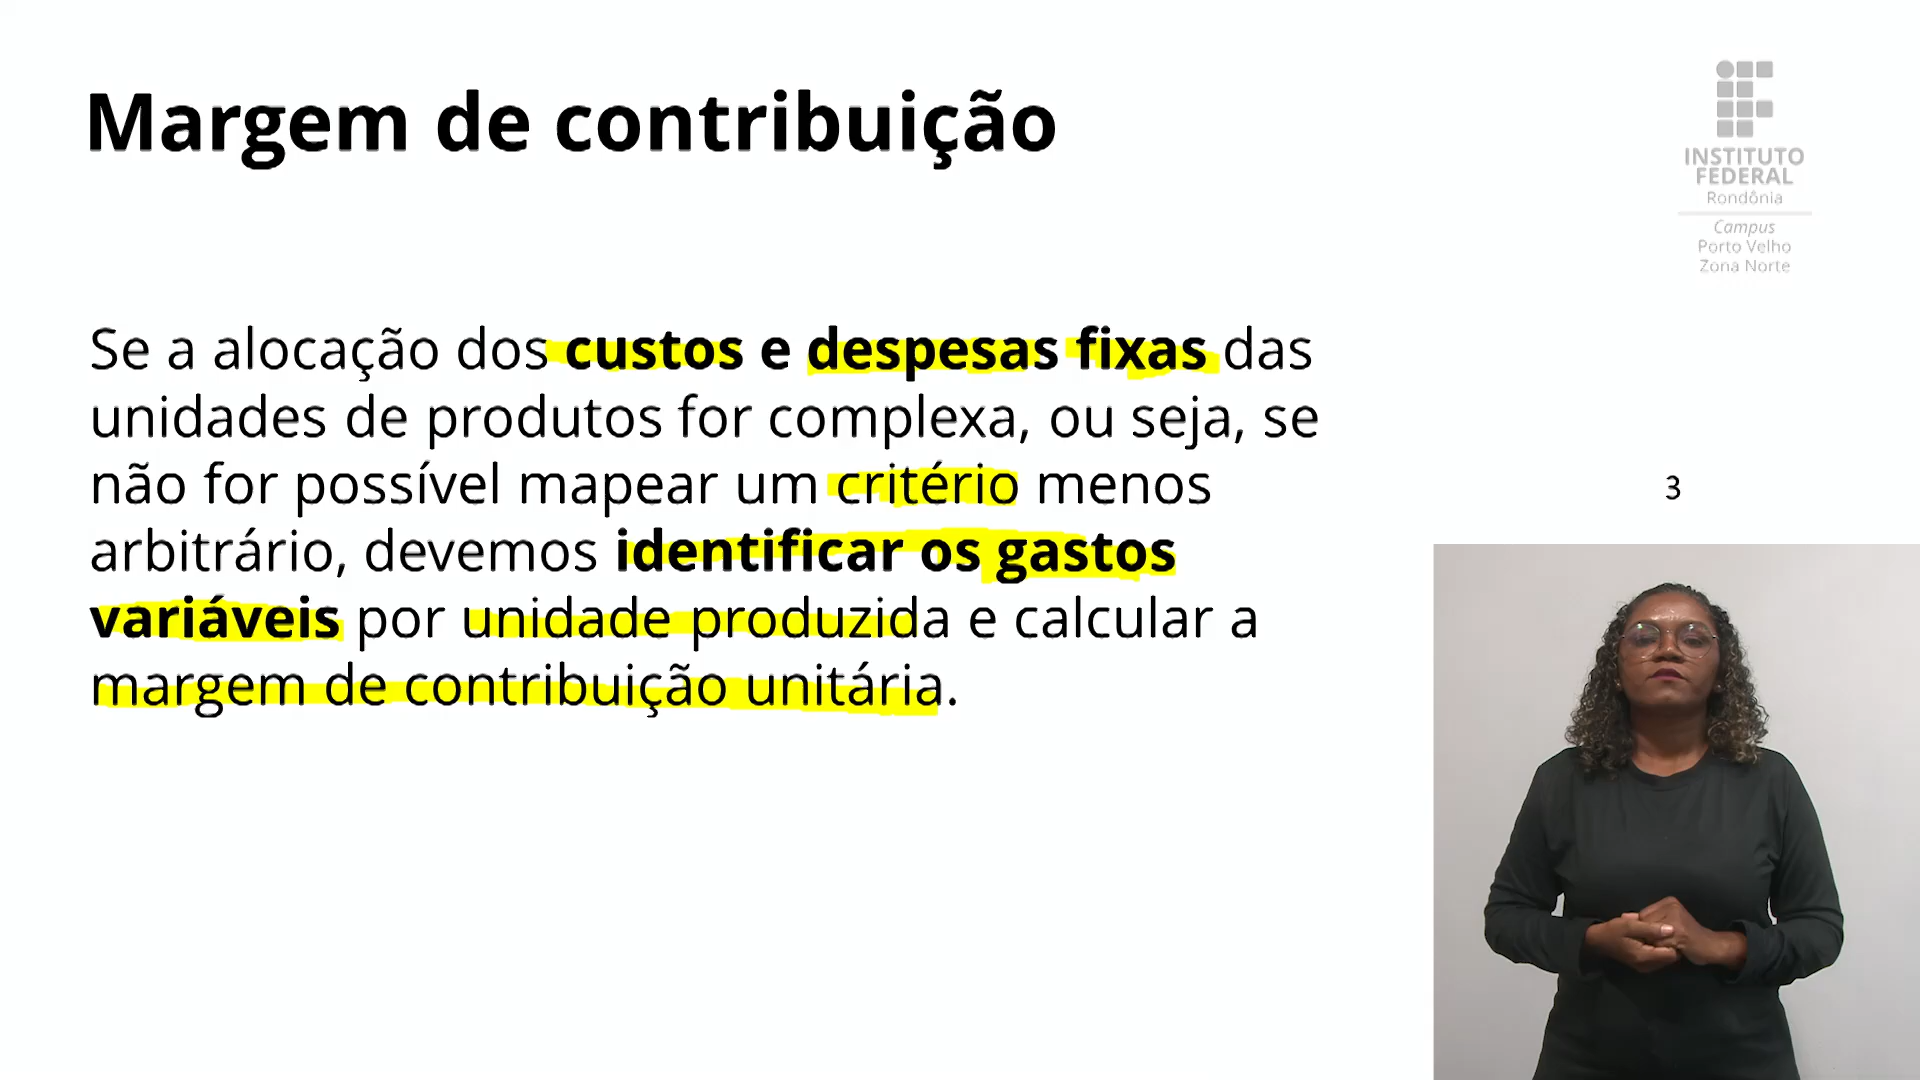 Margem de contribuição
INSTITUTO
FEDERAL
Rondônia
Campus
Porto Velho
Zona Norte
Se a alocação dos custos e despesas fixas das
unidades de produtos for complexa, ou seja, se
não for possível mapear um critério menos
arbitrário, devemos identificar os gastos
variáveis por unidade produzida e calcular a
margem de contribuição unitária.
3